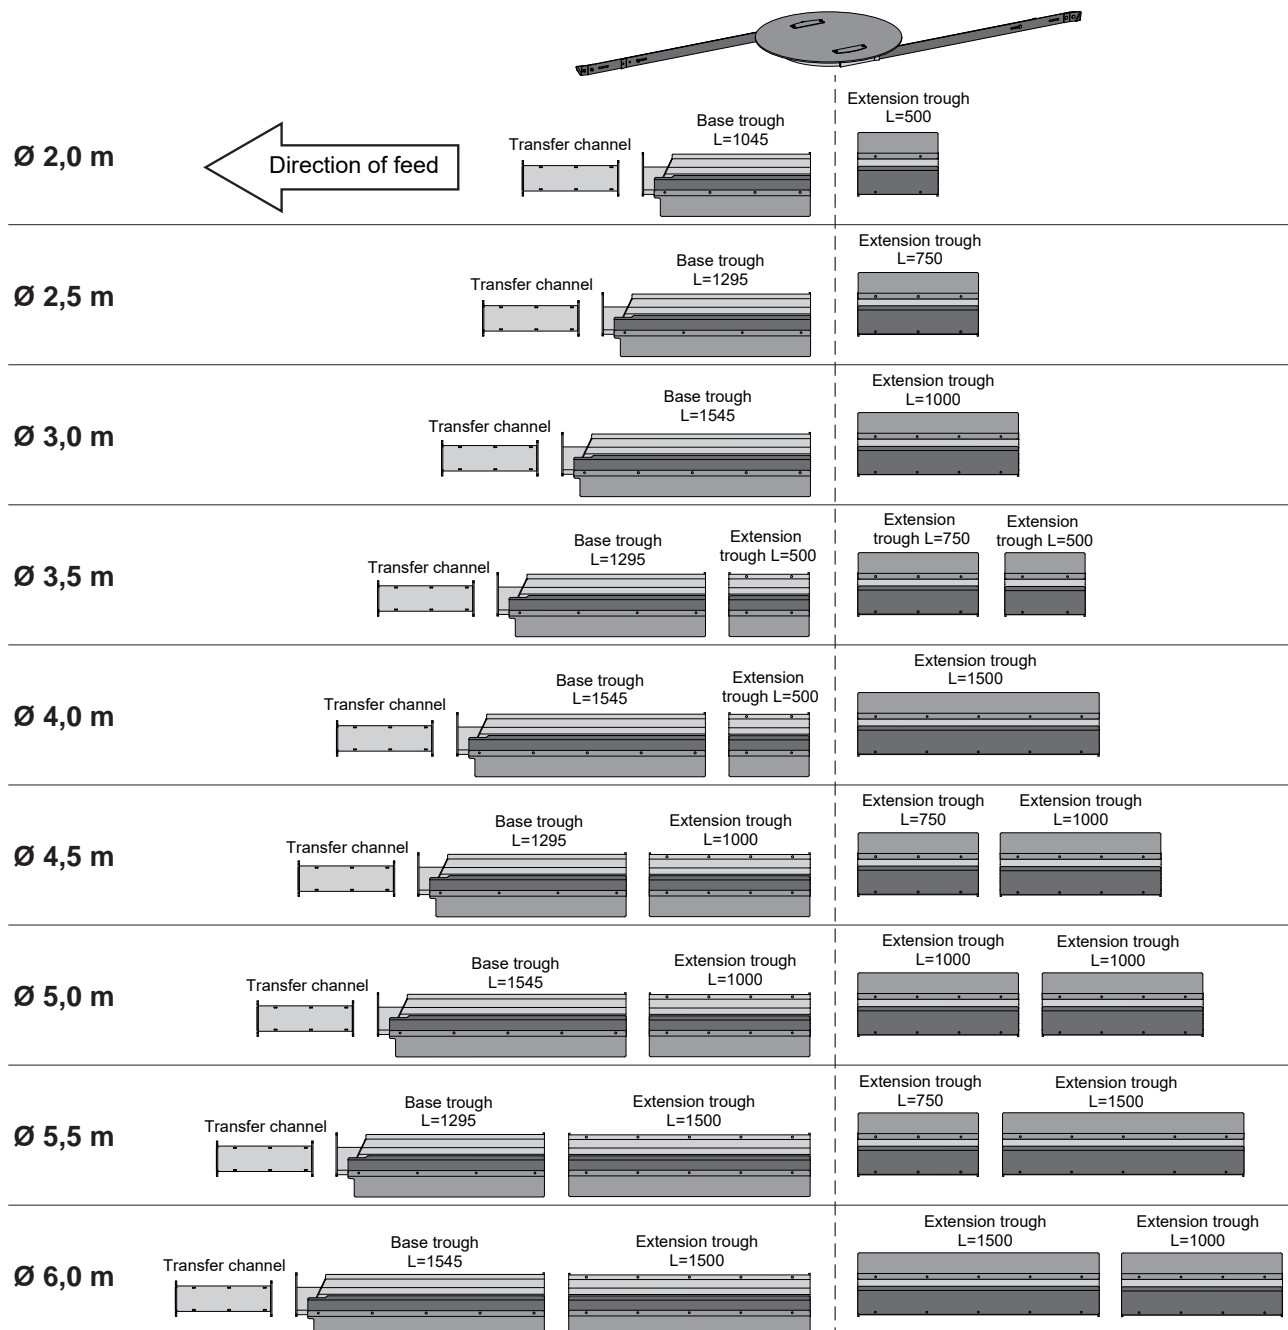 Ø 2,0 m
Direction of feed
Transfer channel
Base trough
L=1045
Extension trough
L=500
Ø 2,5 m
Transfer channel
Base trough
L=1295
Extension trough
L=750
Ø 3,0 m
Transfer channel
Base trough
L=1545
Extension trough
L=1000
Ø 3,5 m
Transfer channel
Base trough
L=1295
Extension
trough L=500
Extension
trough L=750
Extension
trough L=500
Ø 4,0 m
Transfer channel
Base trough
L=1545
Extension
trough L=500
Extension trough
L=1500
Ø 4,5 m
Transfer channel
Base trough
L=1295
Extension trough
L=1000
Extension trough
L=750
Extension trough
L=1000
Ø 5,0 m
Transfer channel
Base trough
L=1545
Extension trough
L=1000
Extension trough
L=1000
Extension trough
L=1000
Ø 5,5 m
Transfer channel
Base trough
L=1295
Extension trough
L=1500
Extension trough
L=750
Extension trough
L=1500
Ø 6,0 m
Transfer channel
Base trough
L=1545
Extension trough
L=1500
Extension trough
L=1500
Extension trough
L=1000